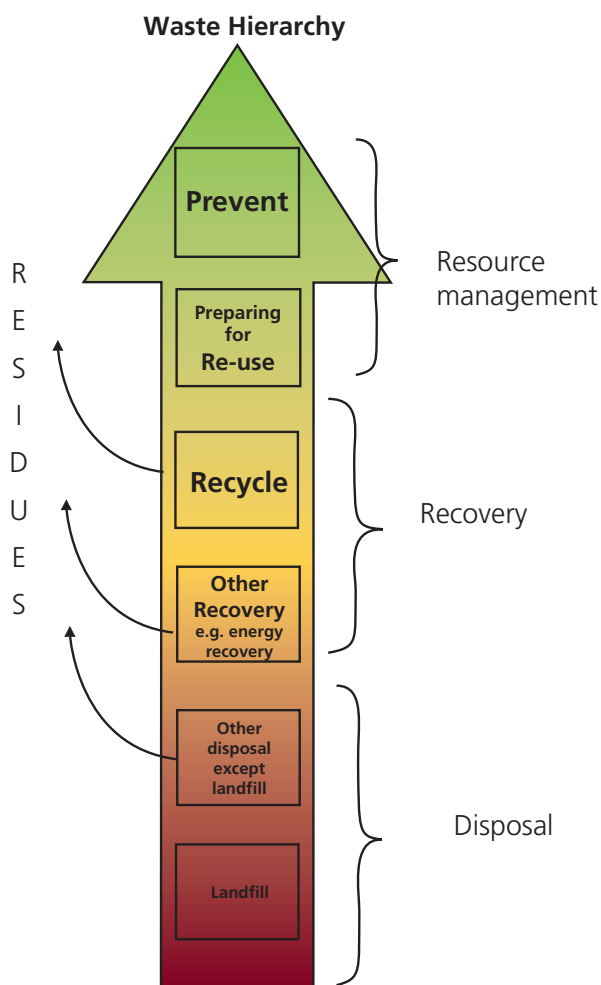 Waste Hierarchy
Prevent
Resource
management
Preparing
for
Re-use
R
E
S
I
D
U
E
S
Recycle
Recovery
Other
Recovery
e.g. energy
recovery
Other
disposal
except
landfill
Disposal
Landfill